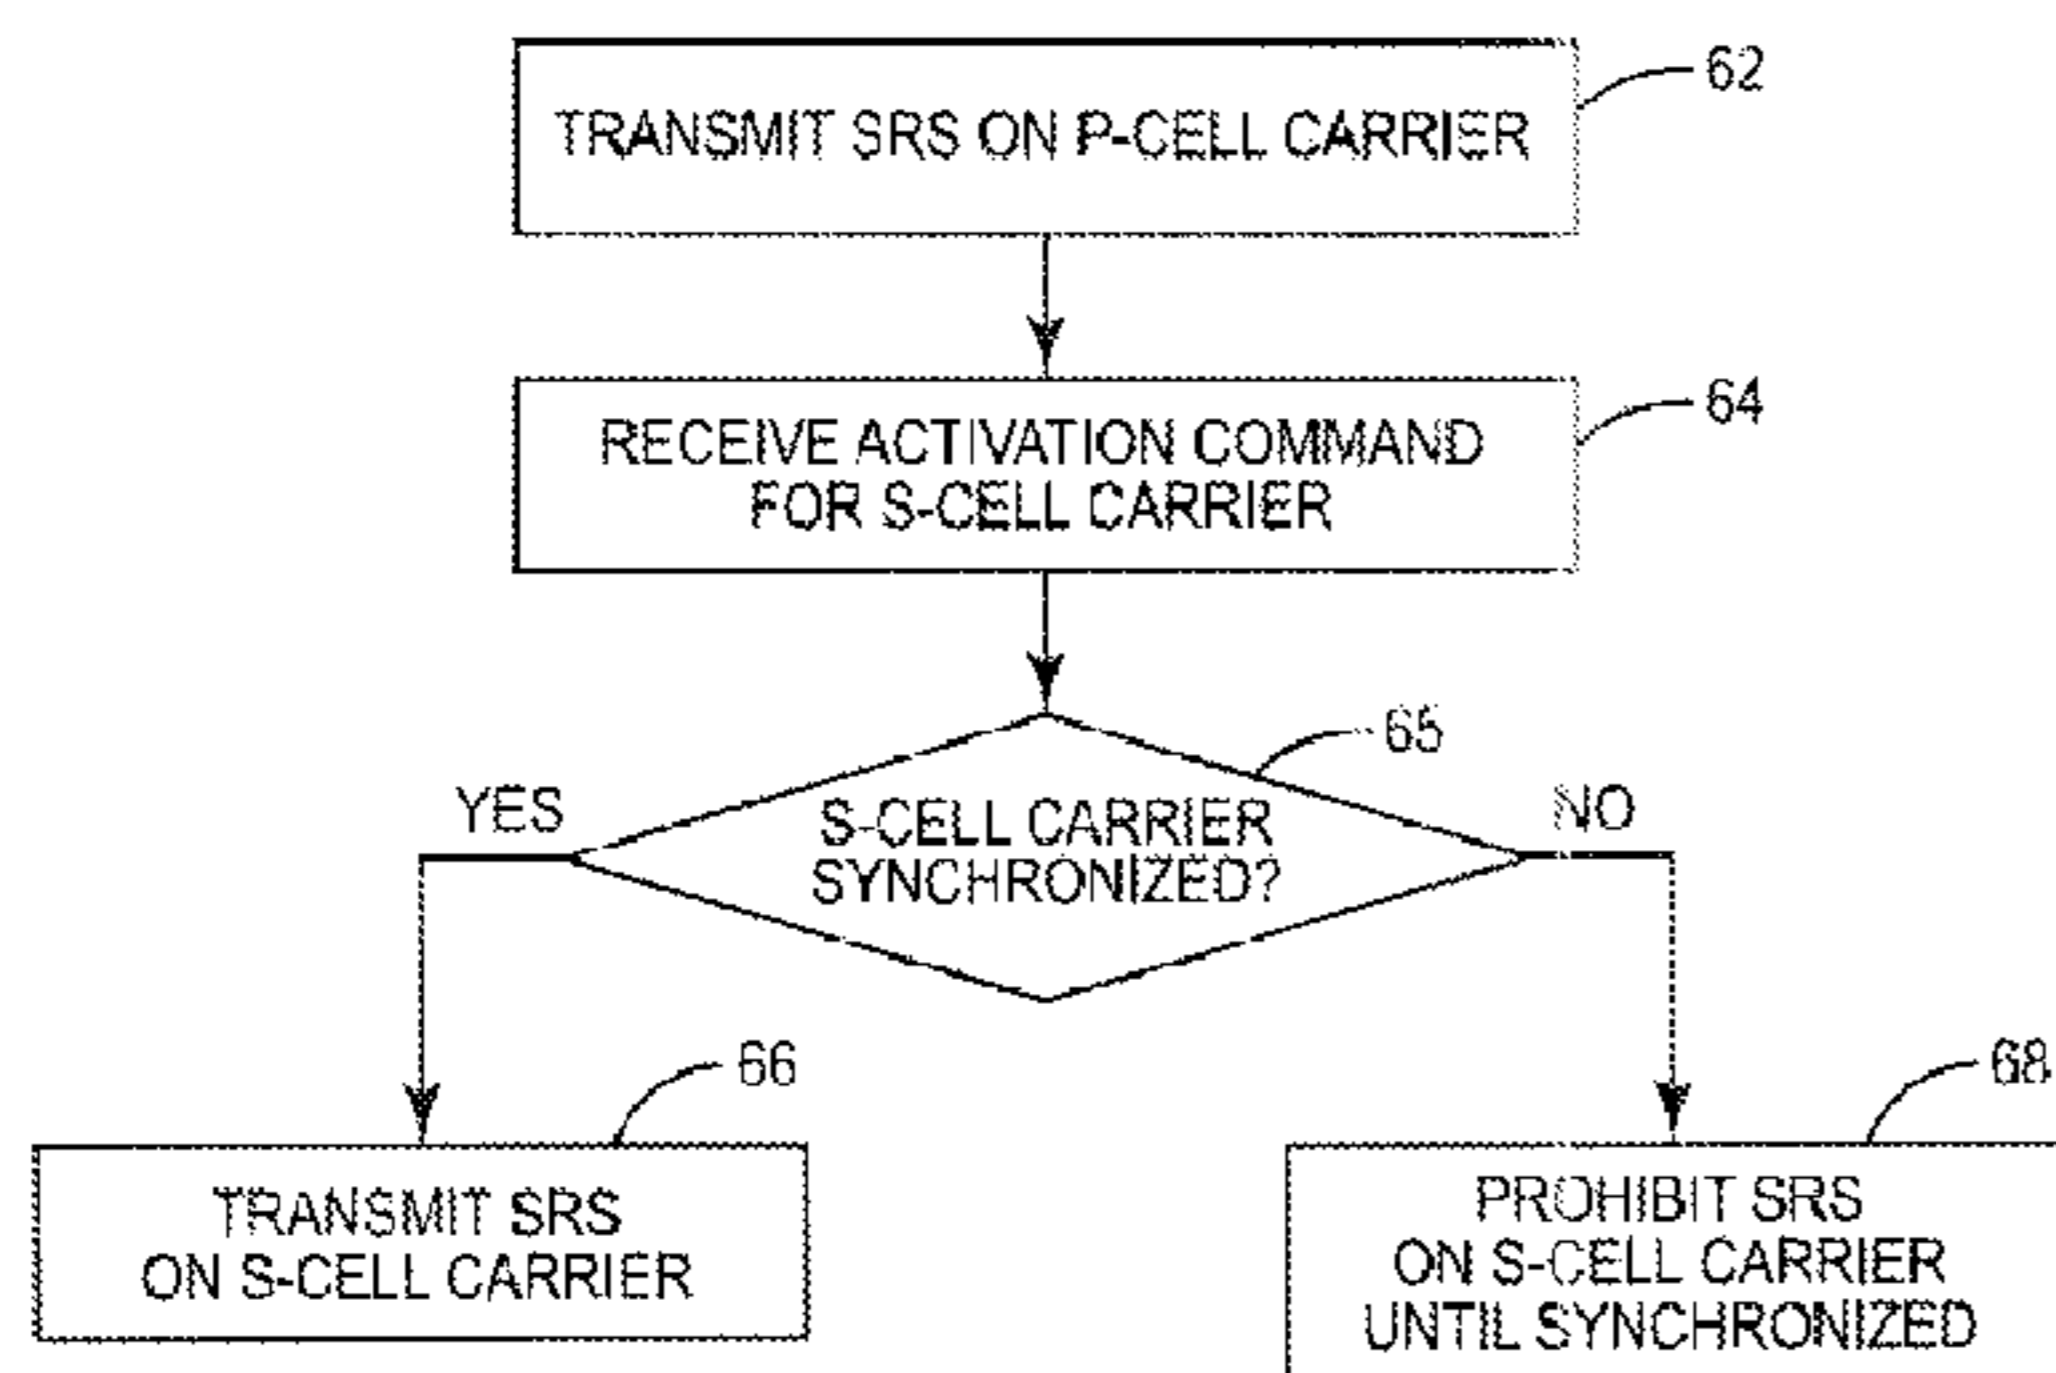 TRANSMIT SRS ON P-CELL CARRIER
62
RECEIVE ACTIVATION COMMAND
FOR S-CELL CARRIER
64
65
YES
S-CELL CARRIER
SYNCHRONIZED?
NO
66
68
TRANSMIT SRS
ON S-CELL CARRIER
PROHIBIT SRS
ON S-CELL CARRIER
UNTIL SYNCHRONIZED